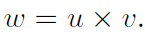 w = u × v.